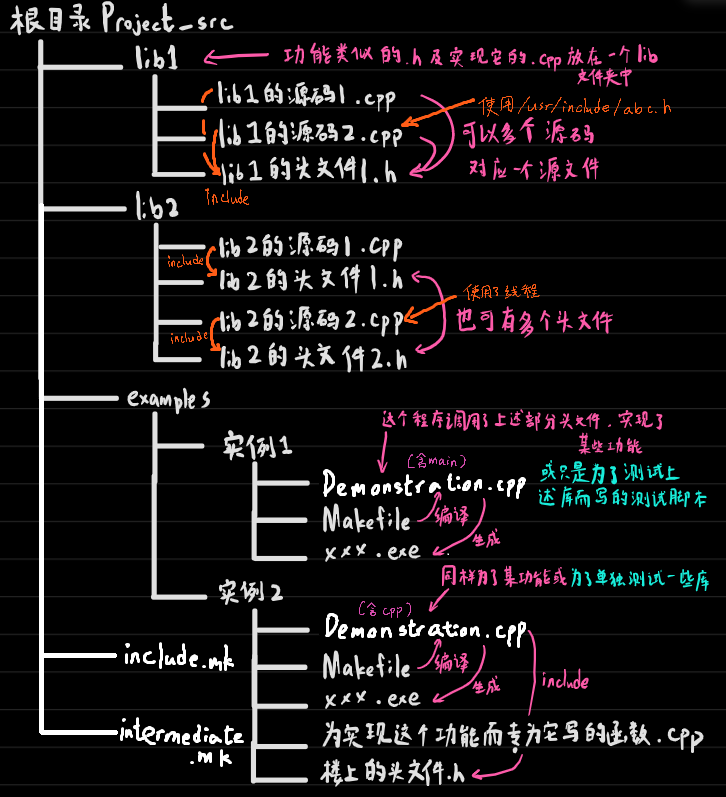 根目录 Project_src
lib1
功能类似的.h及实现它的.cpp放在一个lib
文件夹中
lib1的源码1.cpp
使用/usr/include/abc.h
lib1的源码2.cpp
可以多个源码
lib1的头文件1.h
对应一个源文件
include
lib2
lib2的源码1.cpp
include
lib2的头文件1.h
使用了线程
lib2的源码2.cpp
也可有多个头文件
include
lib2的头文件2.h
examples
这个程序调用了上述部分头文件,实现了
某些功能
实例1
(含main)
Demonstration.cpp
或只是为了测试上
述库而写的测试脚本
Makefile
编译
xxx.exe
生成
同样为了某功能或为了单独测试一些库
实例2
(含cpp)
Demonstration.cpp
include.mk
Makefile
编译
include
xxx.exe
生成
intermediate
.mk
为实现这个功能而专为它写的函数.cpp
楼上的头文件.h